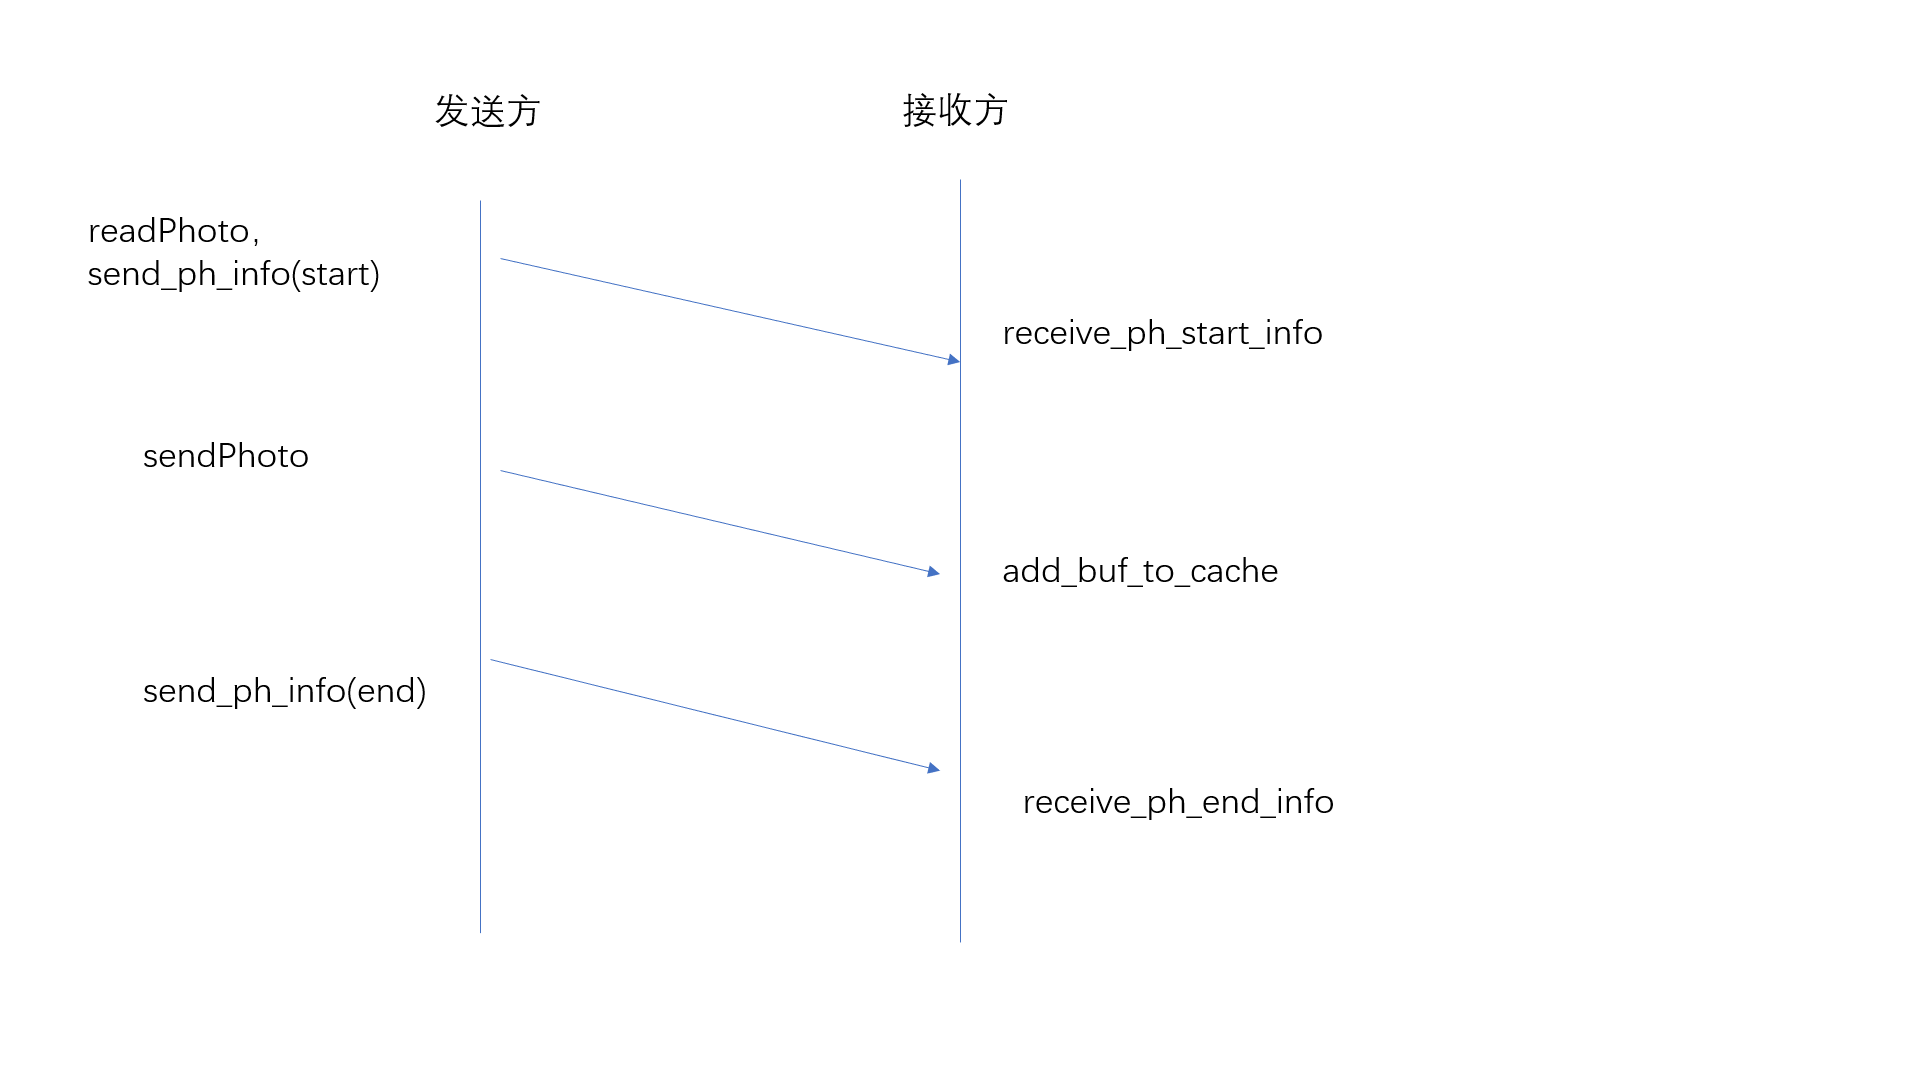 发送方
接收方
readPhoto，
send_ph_info(start)
receive_ph_start_info
sendPhoto
add_buf_to_cache
send_ph_info(end)
receive_ph_end_info